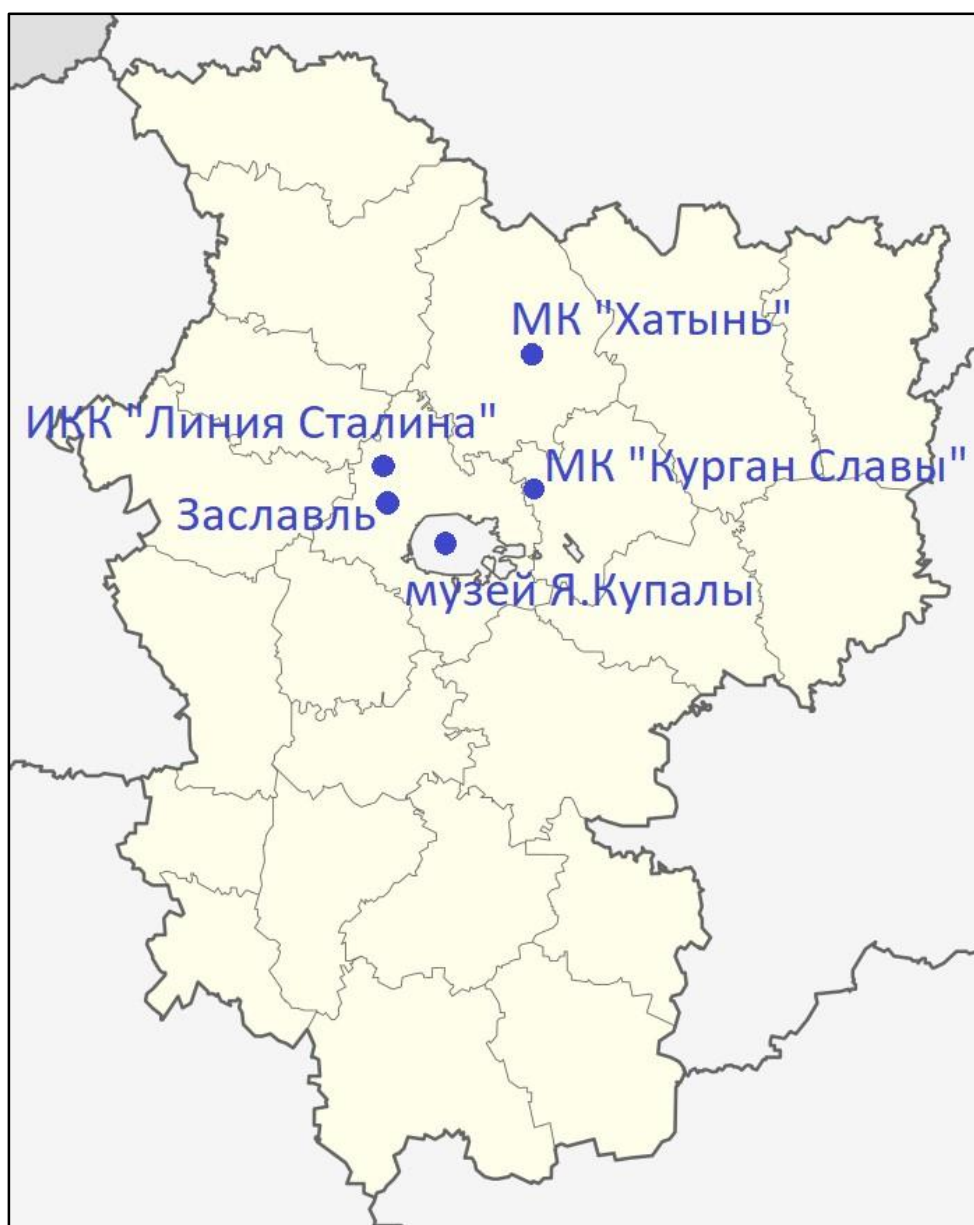 МК "Хатынь"
ИКК "Линия Сталина"
МК "Курган Славы"
Заславль
музей Я.Купалы